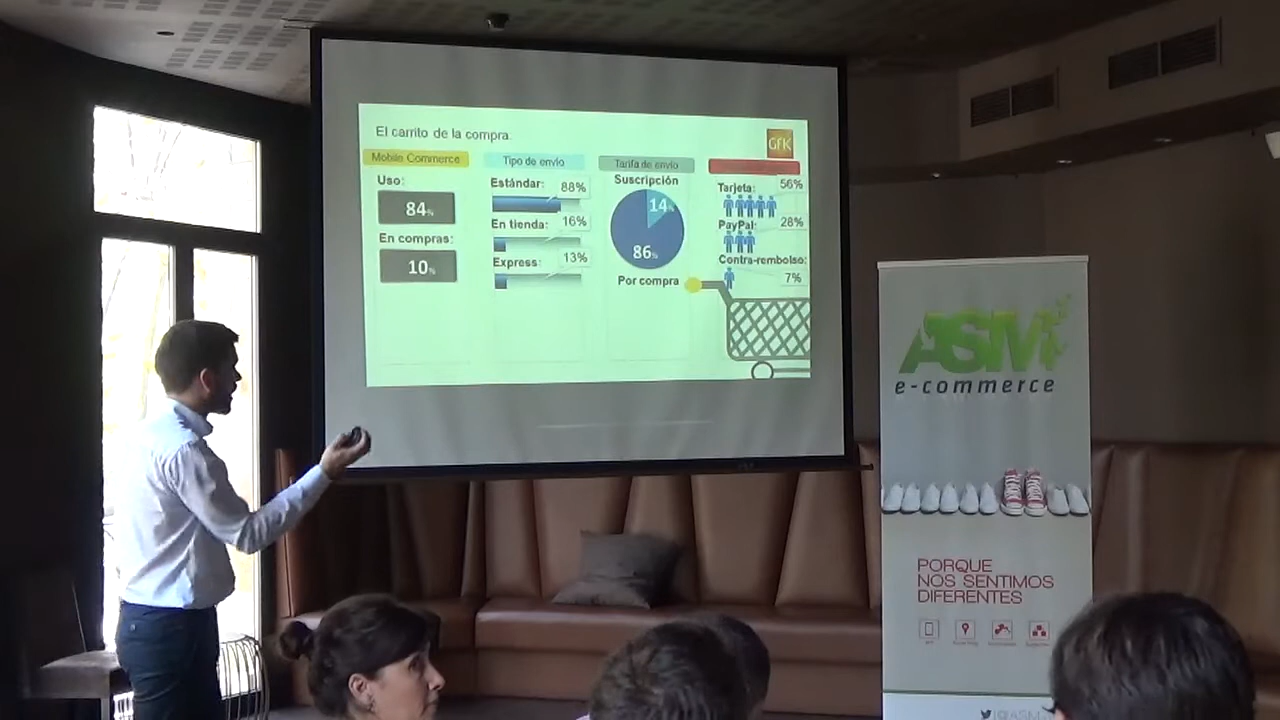 El carrito de la compra
GfK
Mobile Commerce
Uso:
84%
En compras:
10%
Tipo de envío
Estándar: 88%
En tienda: 16%
Express: 13%
Tarifa de envío
Suscripción
14%
86%
Por compra
Tarjeta: 56%
PayPal: 28%
Contra-rembolso:
7%
ASM
e-commerce
PORQUE
NOS SENTIMOS
DIFERENTES